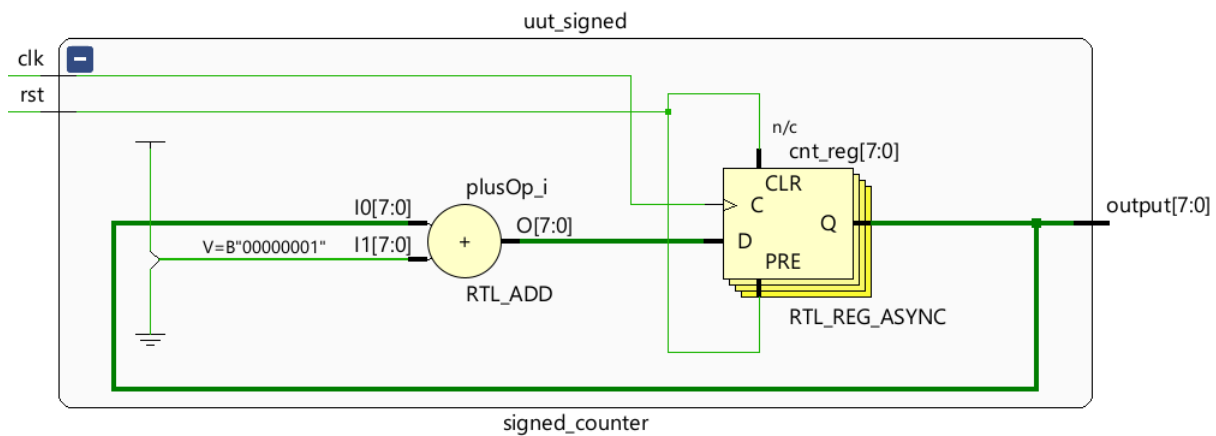 uut_signed
clk
rst
n/c
cnt_reg[7:0]
plusOp_i
CLR
I0[7:0]
O[7:0]
C
Q
output[7:0]
V=B"00000001"
I1[7:0]
+
D
PRE
RTL_ADD
RTL_REG_ASYNC
signed_counter